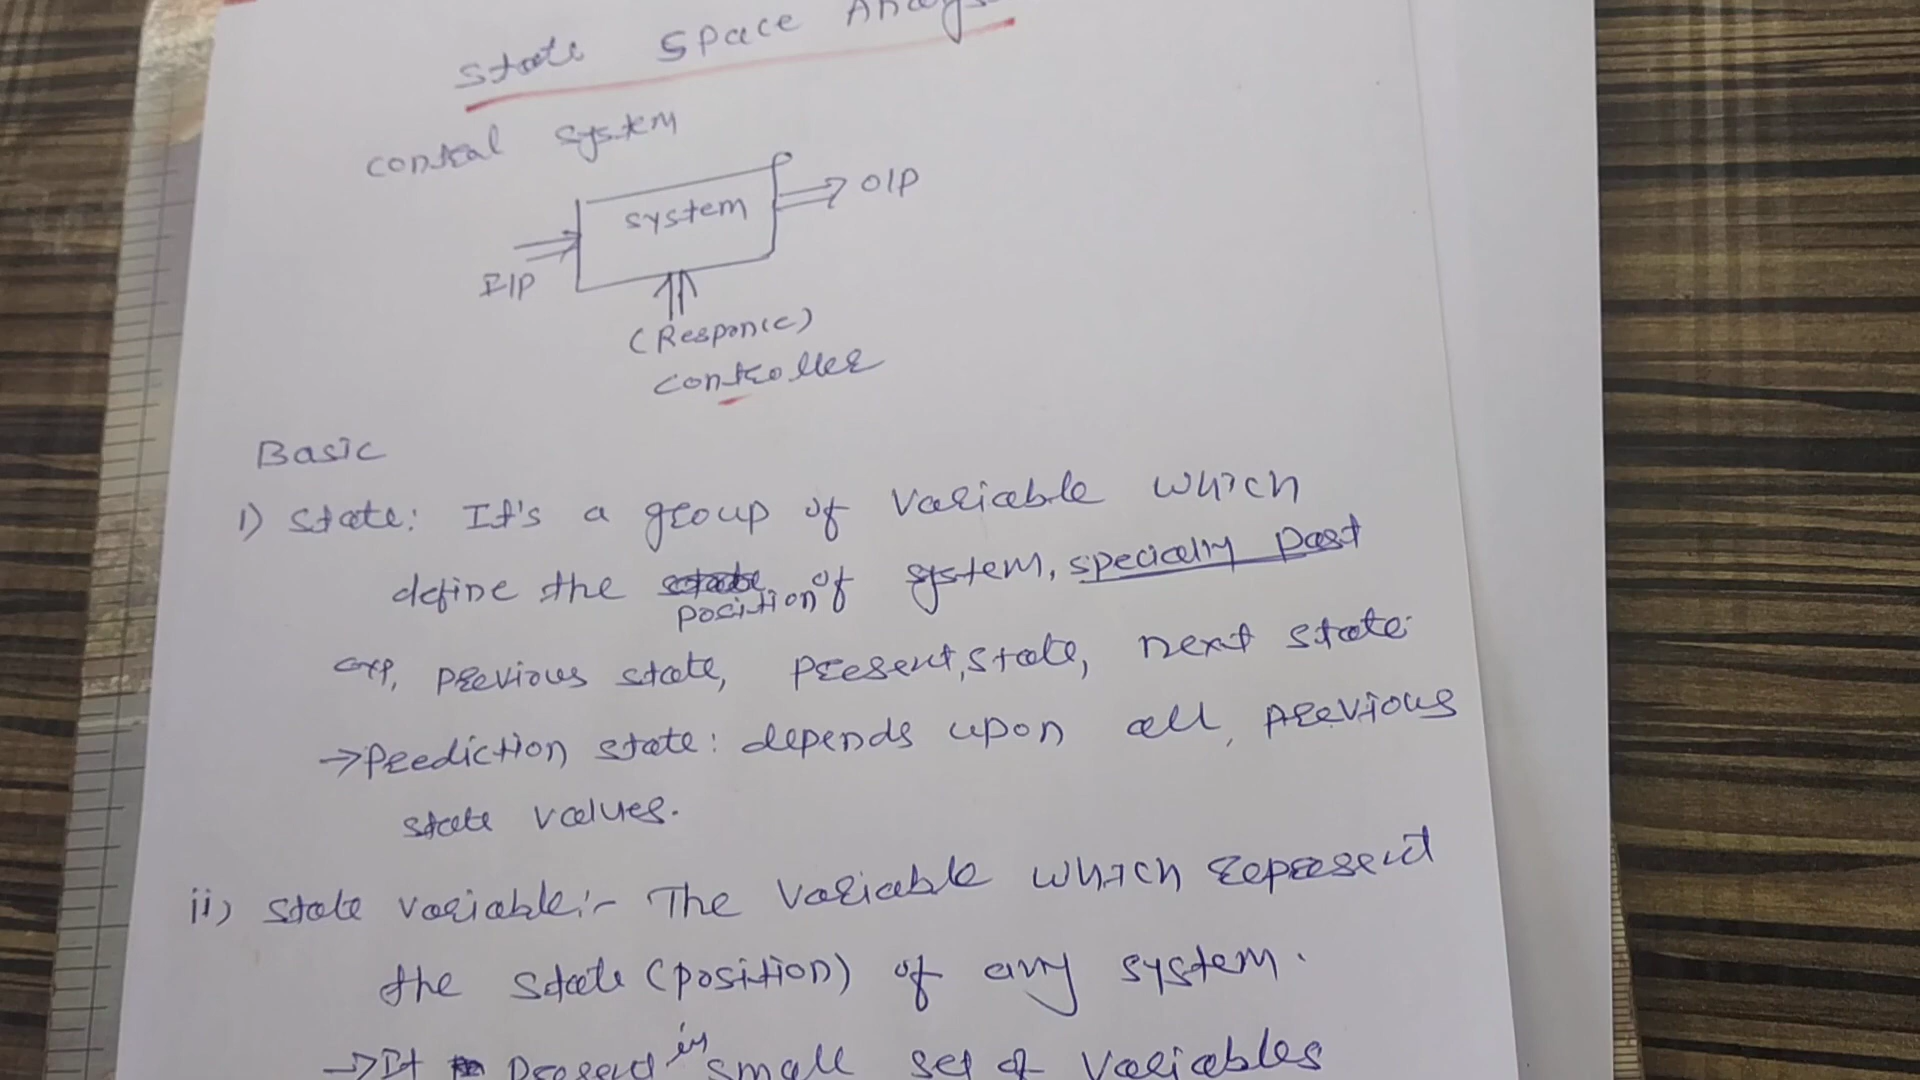 State Space
Control System
System
O/P
I/P
(Responce)
Controller
Basic
i) State: It's a group of Variable which
define the position of system, specially past
exp, previous state, present, state, next state.
→ Prediction state: depends upon all, previous
state values.
ii) State variable:- The Variable which represent
the state (position) of any system.
→ It present in small set of Variables